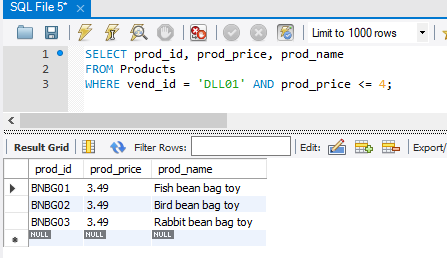 SQL File 5*
Limit to 1000 rows
1 SELECT prod_id, prod_price, prod_name
2 FROM Products
3 WHERE vend_id = 'DLL01' AND prod_price <= 4;
Result Grid Filter Rows: Edit: Export/
prod_id prod_price prod_name
BNBG01 3.49 Fish bean bag toy
BNBG02 3.49 Bird bean bag toy
BNBG03 3.49 Rabbit bean bag toy
NULL NULL NULL